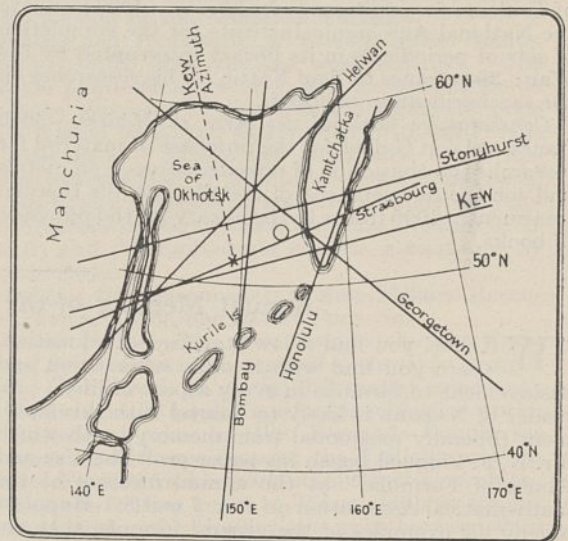 Kew
Azimuth
Helwan
60°N
Manchuria
Sea
of
Okhotsk
Kamtchatka
Stonyhurst
Strasbourg
KEW
50°N
Kurile Is
Georgetown
Bombay
Honolulu
40°N
140°E
150°E
160°E
170°E